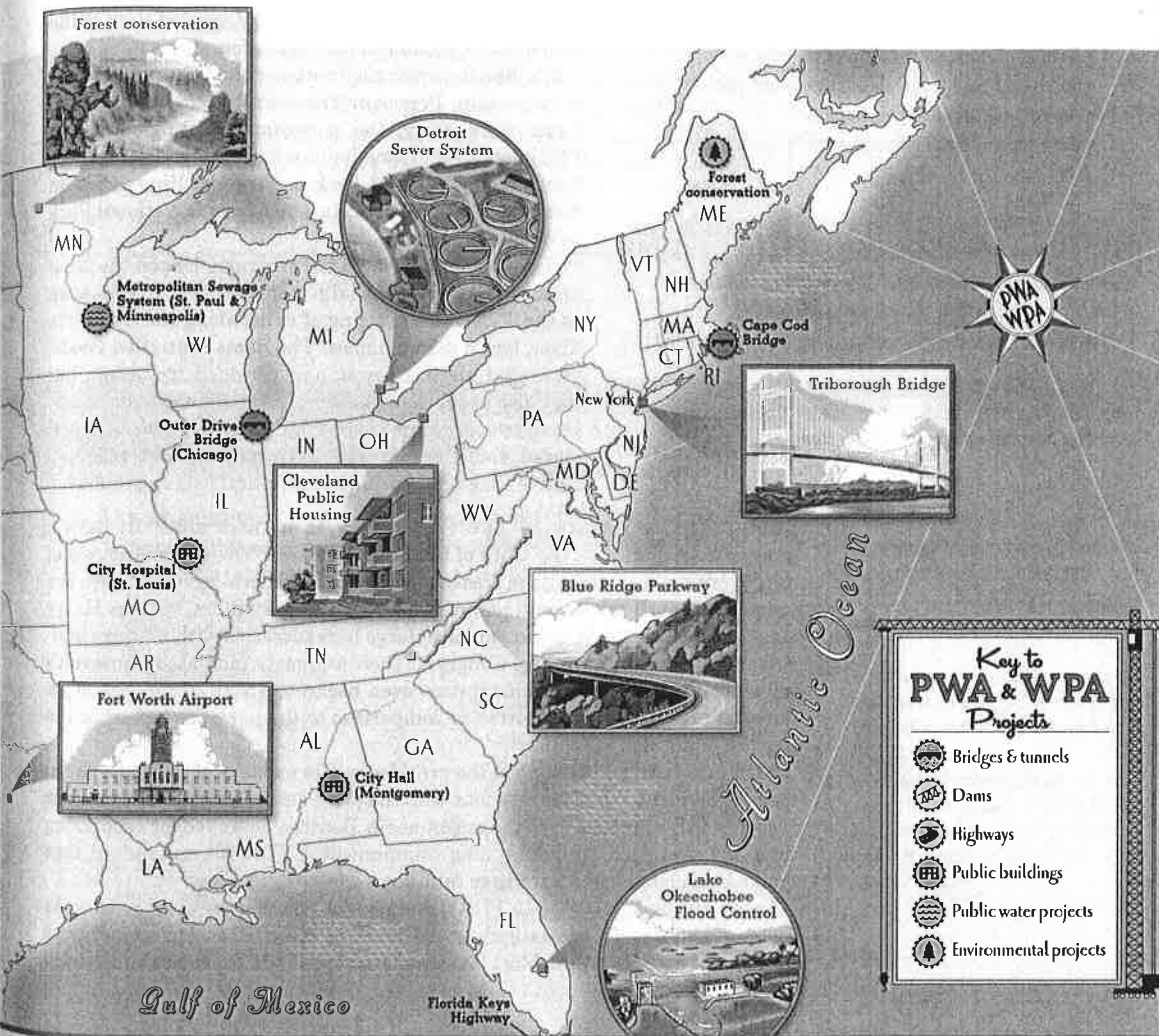 Forest conservation
Detroit
Sewer System
Forest
conservation
ME
MN
VT
NH
Metropolitan Sewage
System (St. Paul &
Minneapolis)
WI
MI
NY
MA
CT
RI
Cape Cod
Bridge
PWA
WPA
Triborough Bridge
New York
IA
PA
Outer Drive
Bridge
(Chicago)
IN
OH
NJ
MD
DE
Cleveland
Public
Housing
IL
WV
VA
City Hospital
(St. Louis)
MO
Blue Ridge Parkway
NC
TN
AR
SC
Fort Worth Airport
AL
GA
City Hall
(Montgomery)
MS
LA
FL
Atlantic Ocean
Lake
Okeechobee
Flood Control
Gulf of Mexico
Florida Keys
Highway
Key to
PWA & WPA
Projects
Bridges & tunnels
Dams
Highways
Public buildings
Public water projects
Environmental projects